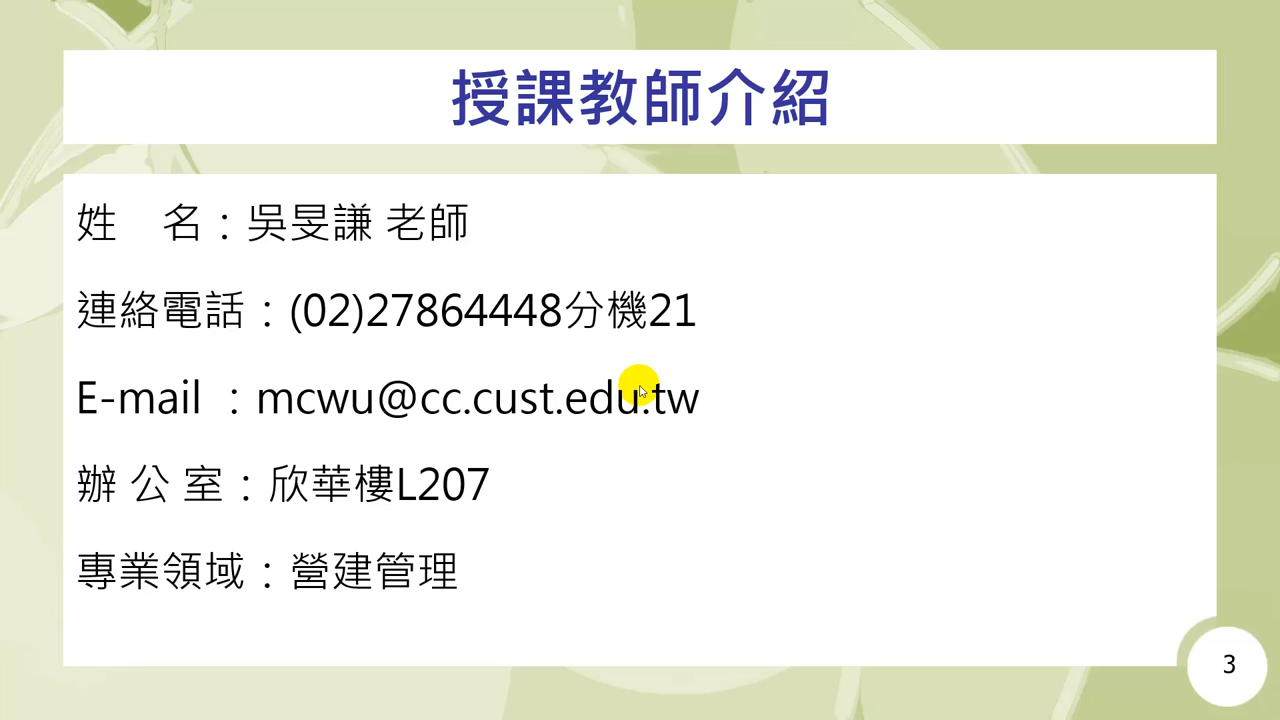 授課教師介紹
姓　名：吳旻謙 老師
連絡電話：(02)27864448分機21
E-mail ：mcwu@cc.cust.edu.tw
辦 公 室：欣華樓L207
專業領域：營建管理
3